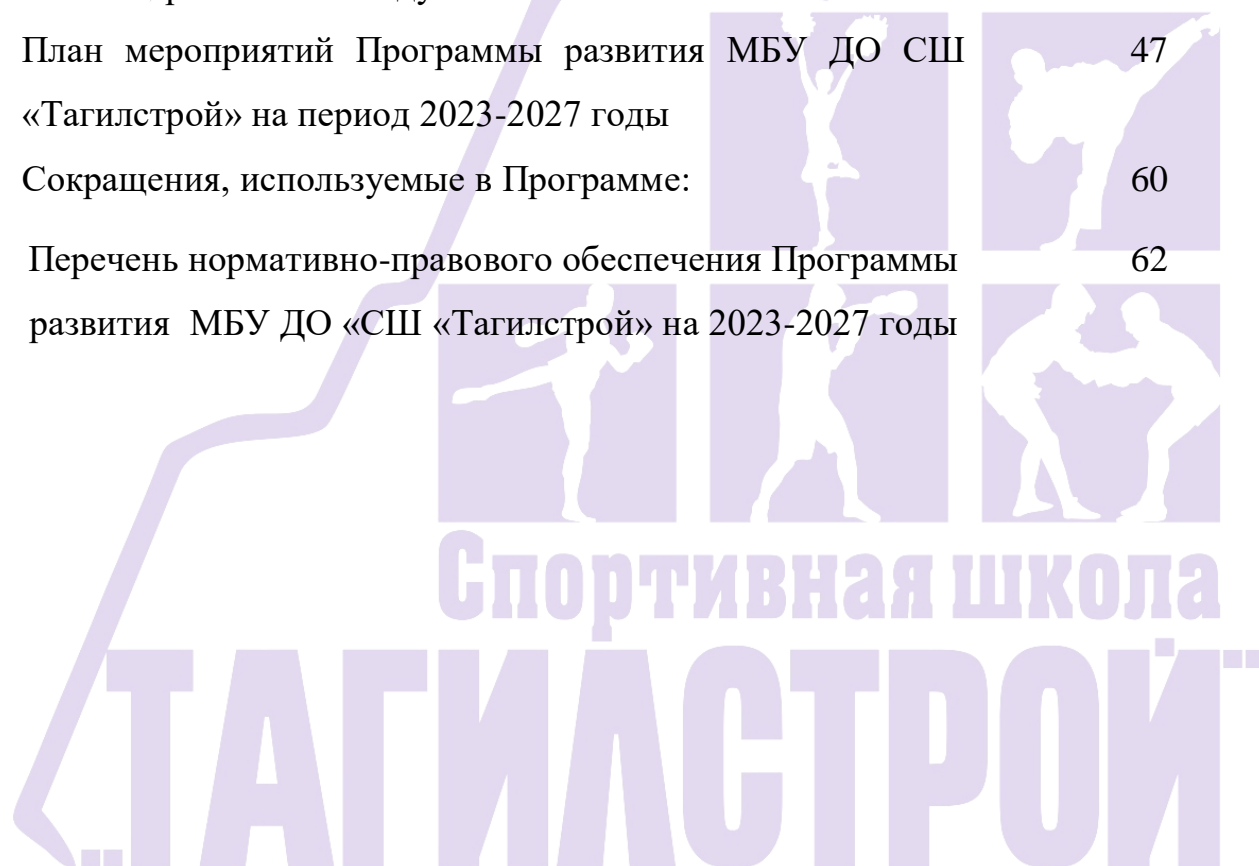 План мероприятий Программы развития МБУ ДО СШ 47
«Тагилстрой» на период 2023-2027 годы
Сокращения, используемые в Программе: 60
Перечень нормативно-правового обеспечения Программы 62
развития МБУ ДО «СШ «Тагилстрой» на 2023-2027 годы
Спортивная школа
"ТАГИЛСТРОЙ"